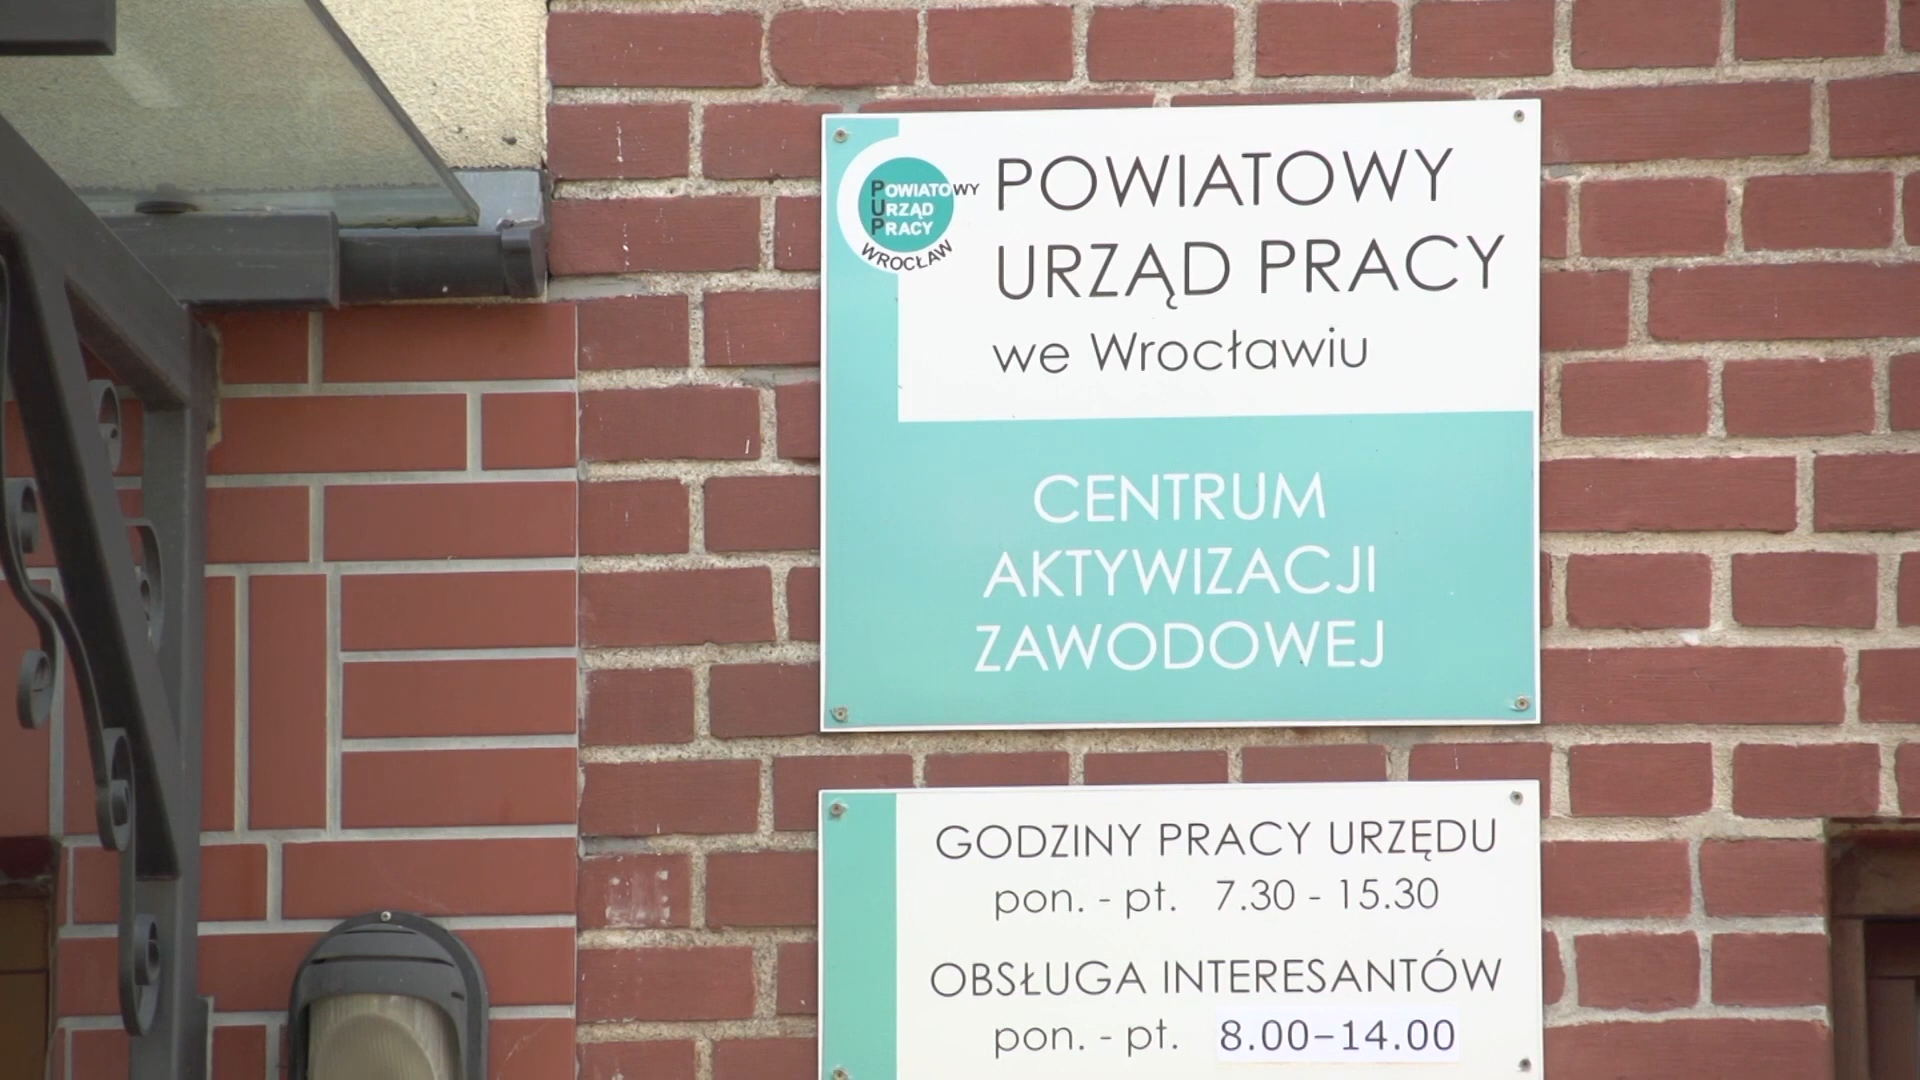 POWIATOWY
URZĄD
PRACY
WROCŁAW
POWIATOWY
URZĄD PRACY
we Wrocławiu
CENTRUM
AKTYWIZACJI
ZAWODOWEJ
GODZINY PRACY URZĘDU
pon. - pt. 7.30 - 15.30
OBSŁUGA INTERESANTÓW
pon. - pt. 8.00-14.00